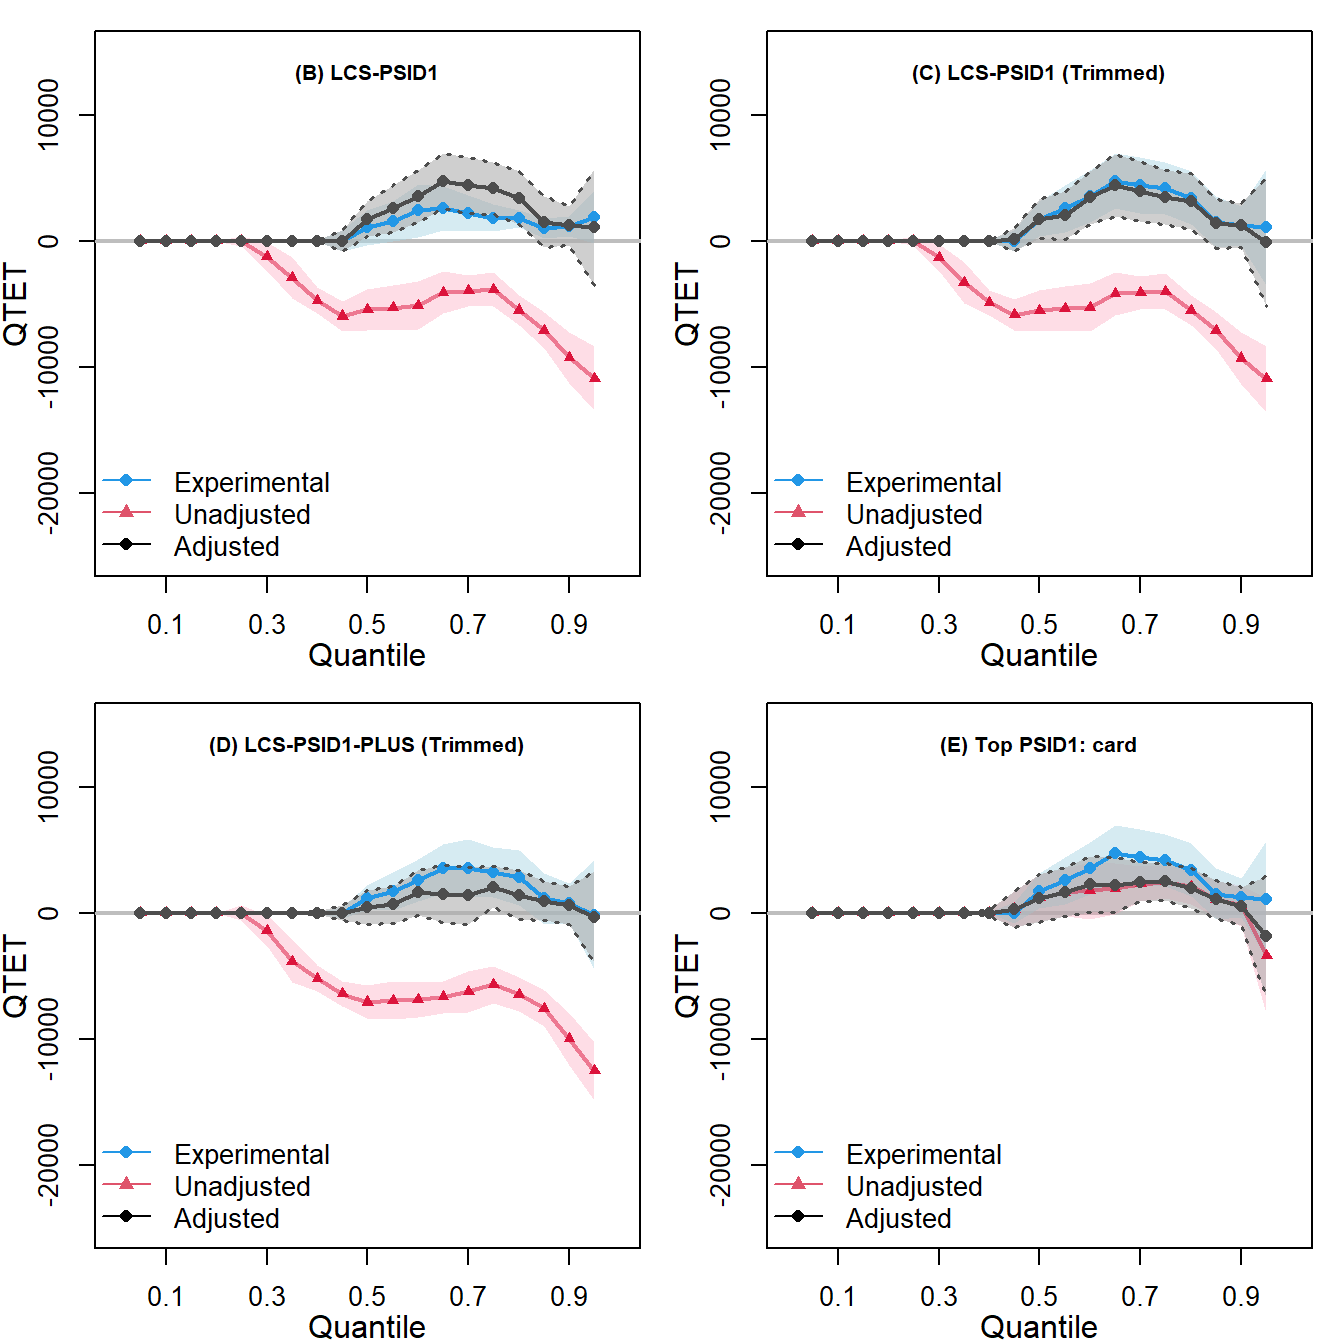 (B) LCS-PSID1
10000
0
-10000
-20000
QTET
Experimental
Unadjusted
Adjusted
0.1 0.3 0.5 0.7 0.9
Quantile
(C) LCS-PSID1 (Trimmed)
10000
0
-10000
-20000
QTET
Experimental
Unadjusted
Adjusted
0.1 0.3 0.5 0.7 0.9
Quantile
(D) LCS-PSID1-PLUS (Trimmed)
10000
0
-10000
-20000
QTET
Experimental
Unadjusted
Adjusted
0.1 0.3 0.5 0.7 0.9
Quantile
(E) Top PSID1: card
10000
0
-10000
-20000
QTET
Experimental
Unadjusted
Adjusted
0.1 0.3 0.5 0.7 0.9
Quantile